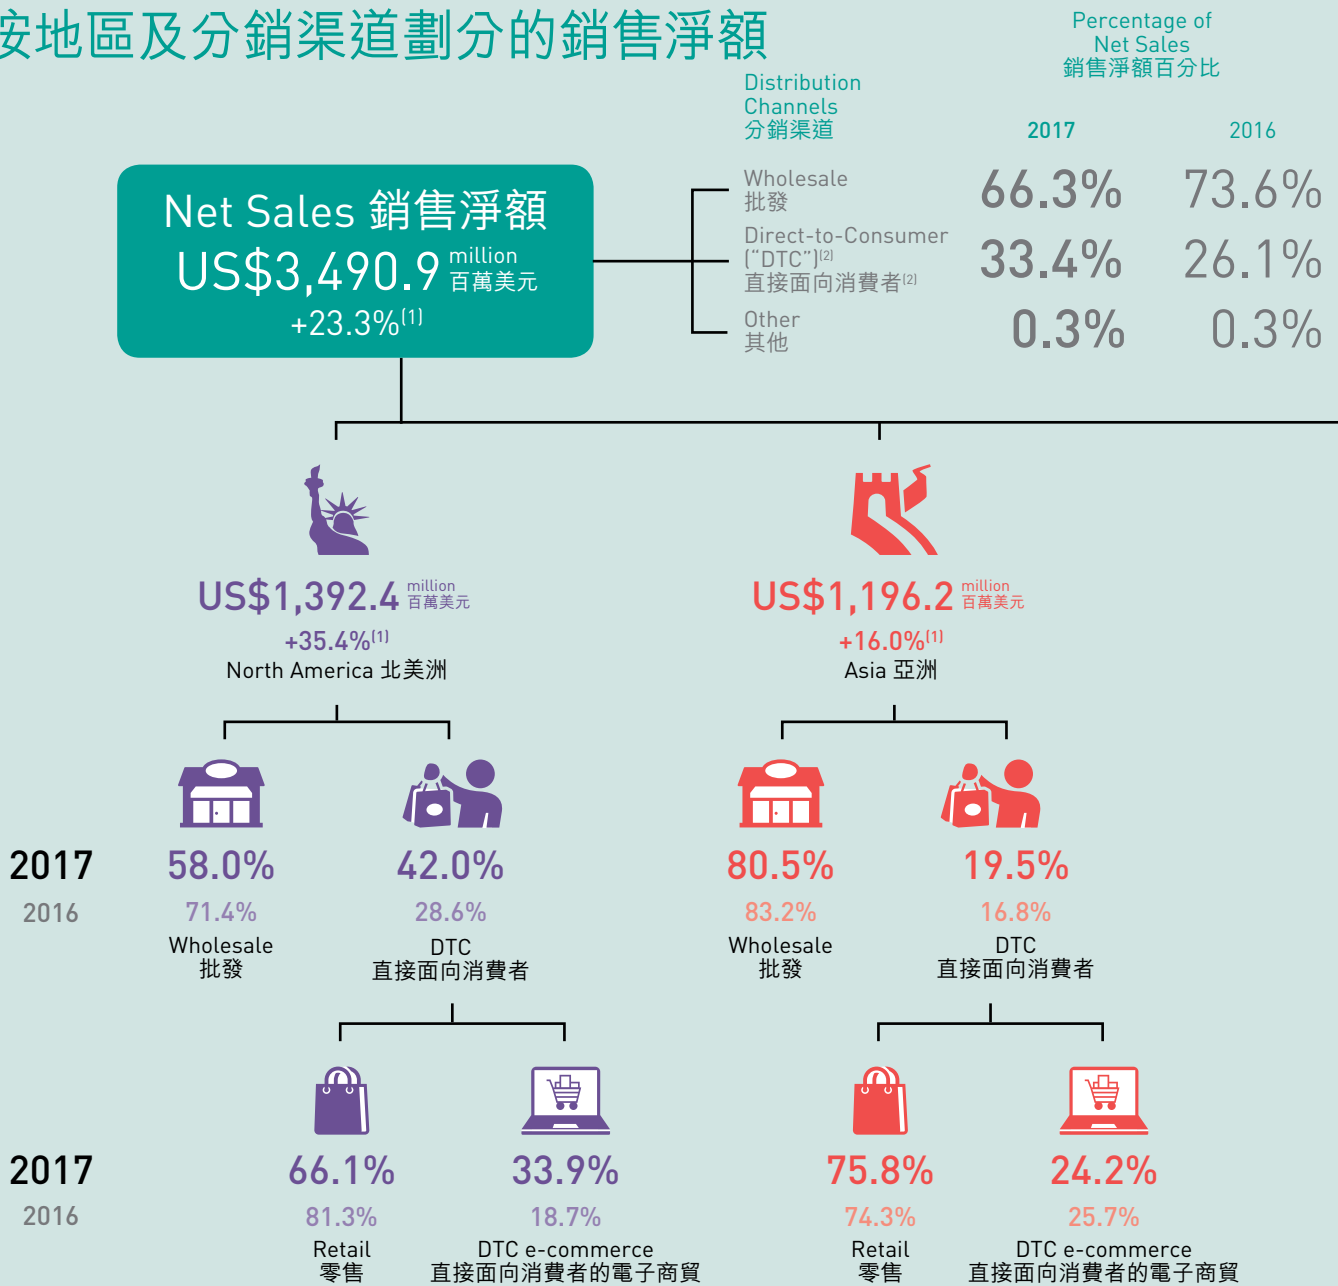 按地區及分銷渠道劃分的銷售淨額
Percentage of
Net Sales
銷售淨額百分比
Distribution
Channels
分銷渠道
2017 2016
Wholesale
批發
66.3% 73.6%
Direct-to-Consumer
(“DTC”)(2)
直接面向消費者(2)
33.4% 26.1%
Other
其他
0.3% 0.3%
Net Sales 銷售淨額
US$3,490.9 million 百萬美元
+23.3%(1)
US$1,392.4 million 百萬美元
+35.4%(1)
North America 北美洲
US$1,196.2 million 百萬美元
+16.0%(1)
Asia 亞洲
2017 58.0% 42.0% 80.5% 19.5%
2016 71.4% 28.6% 83.2% 16.8%
Wholesale DTC Wholesale DTC
批發 直接面向消費者 批發 直接面向消費者
2017 66.1% 33.9% 75.8% 24.2%
2016 81.3% 18.7% 74.3% 25.7%
Retail DTC e-commerce Retail DTC e-commerce
零售 直接面向消費者的電子商貿 零售 直接面向消費者的電子商貿